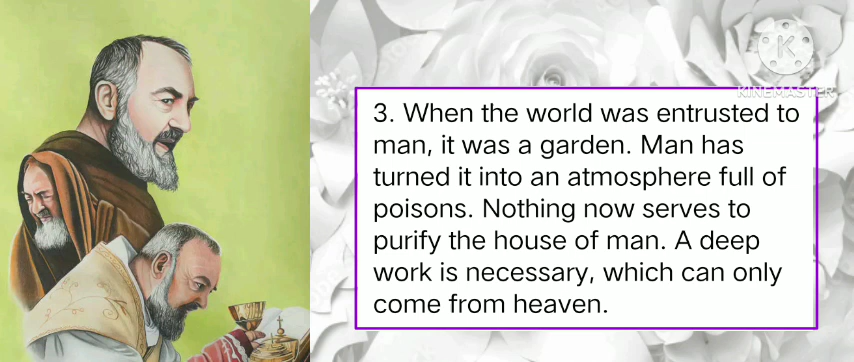 K
KINEMASTER
3. When the world was entrusted to
man, it was a garden. Man has
turned it into an atmosphere full of
poisons. Nothing now serves to
purify the house of man. A deep
work is necessary, which can only
come from heaven.